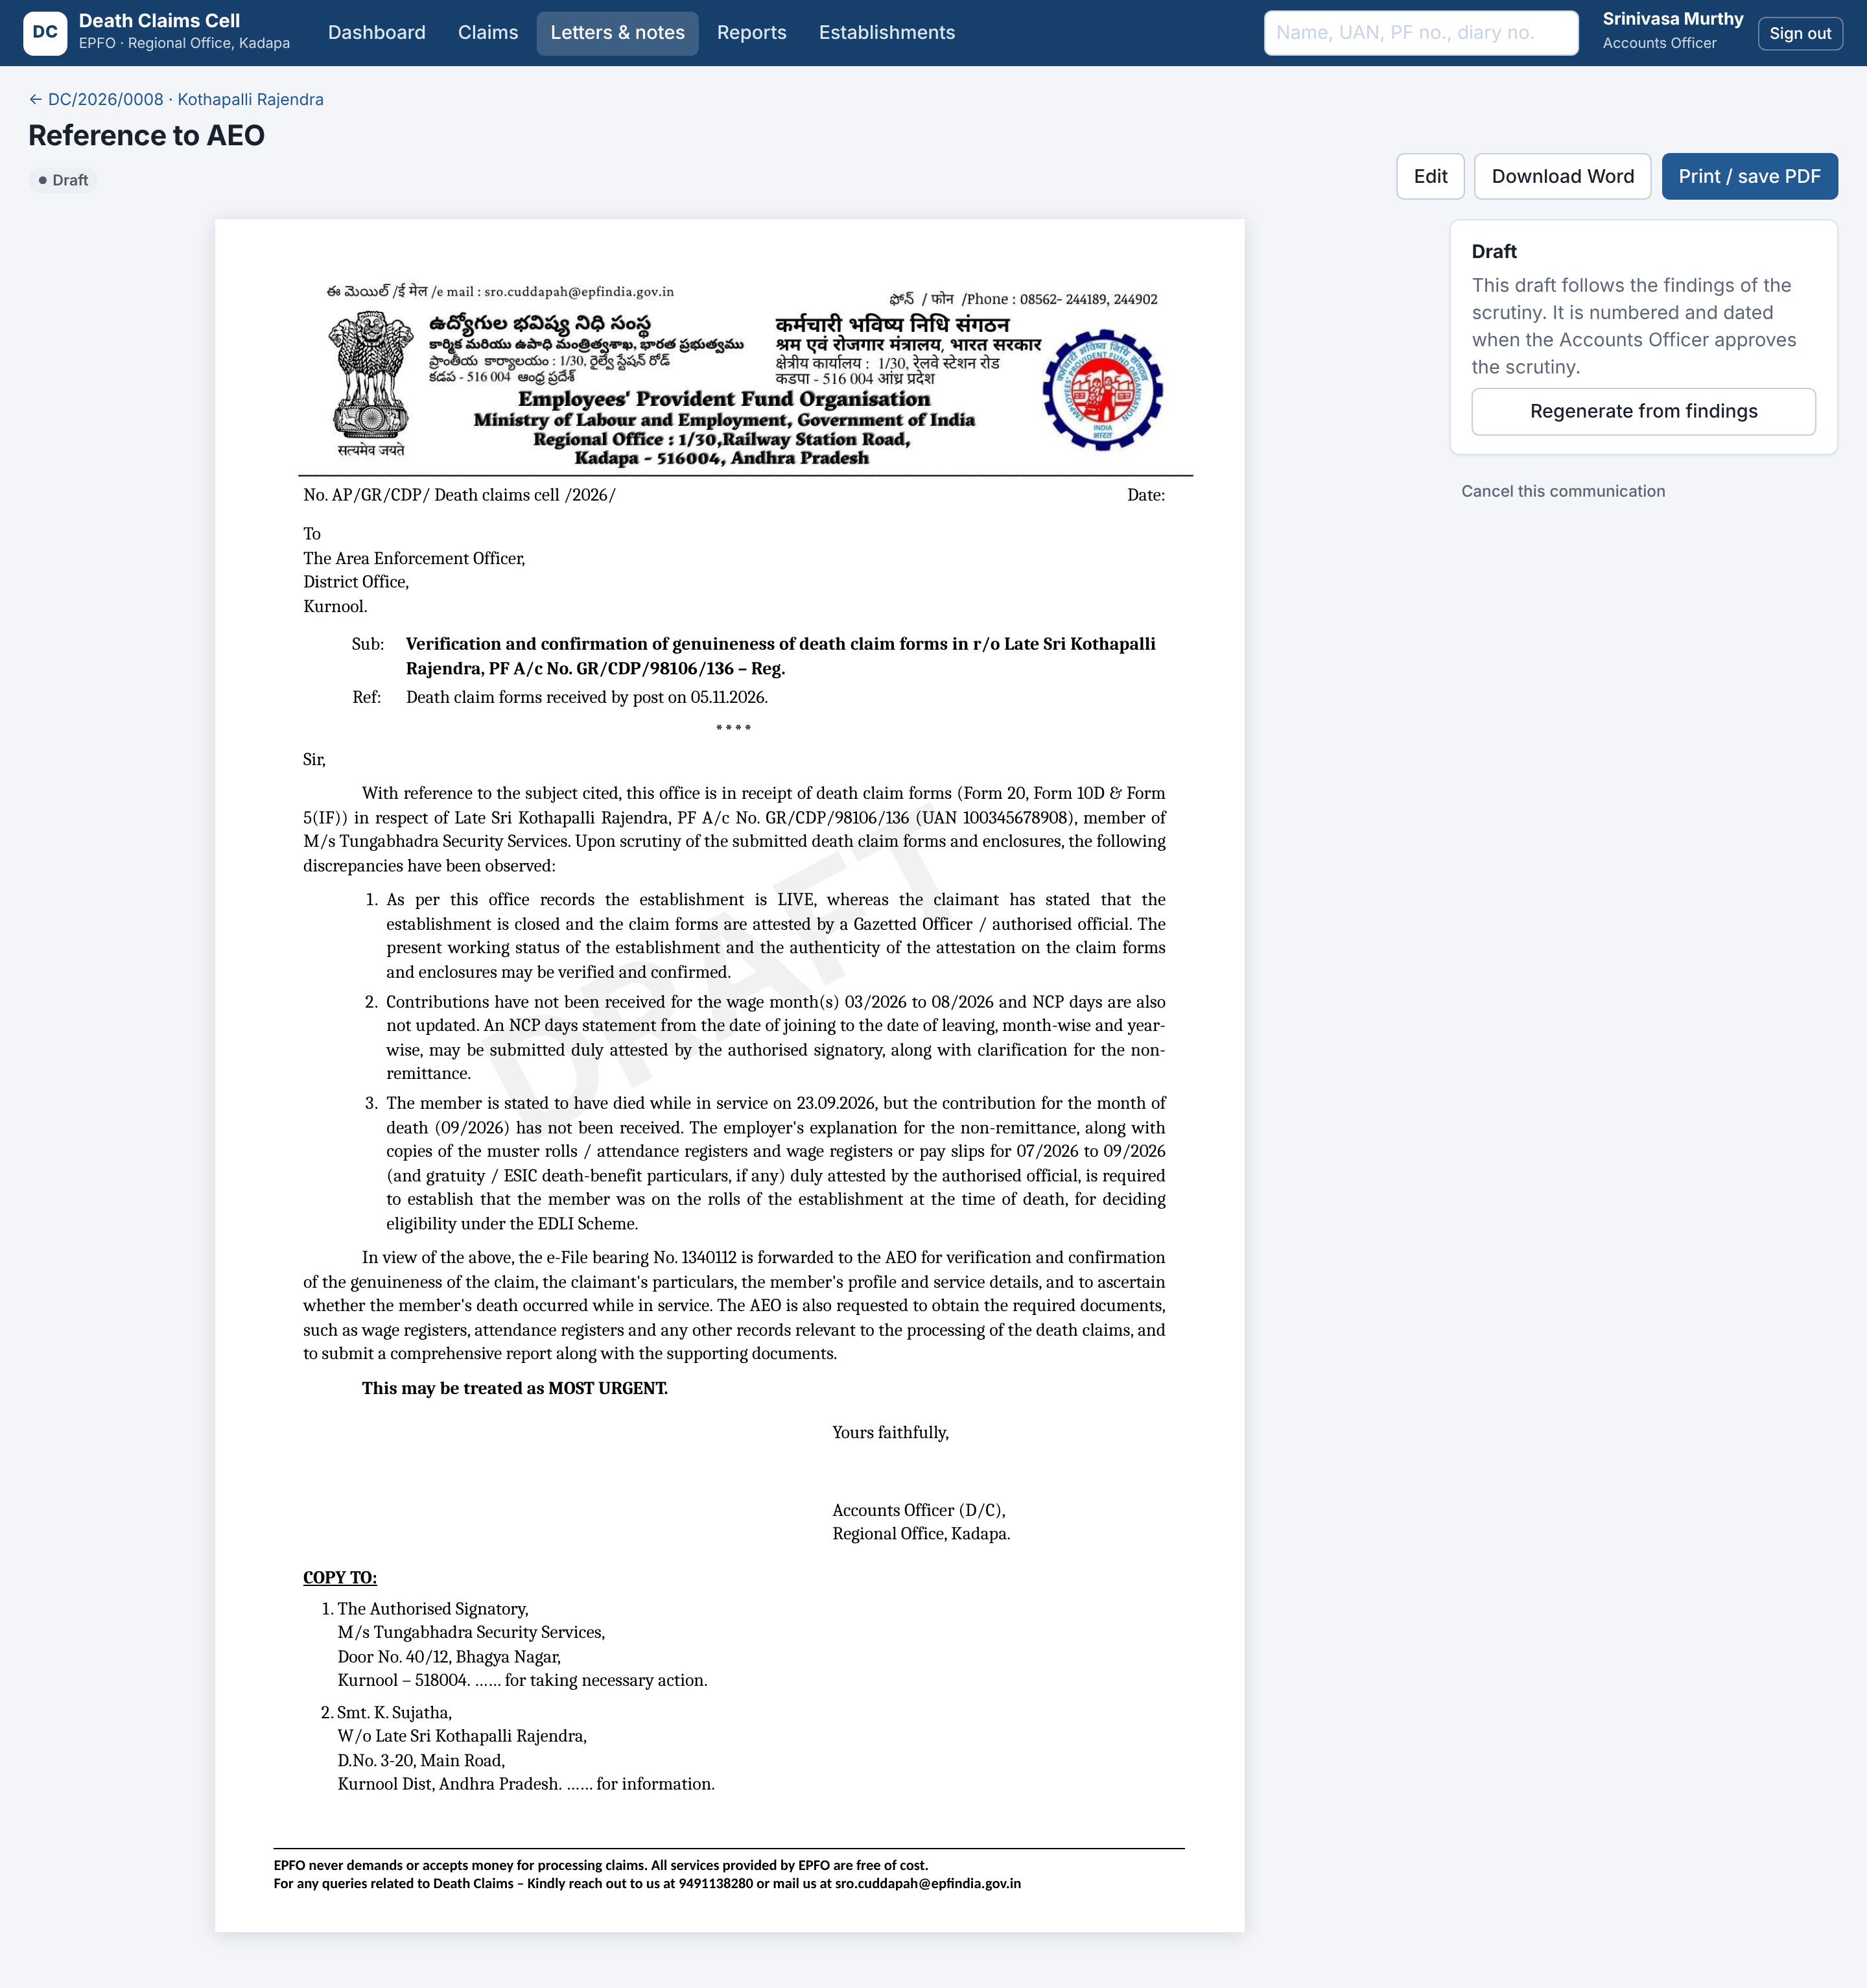 DC
Death Claims Cell
EPFO · Regional Office, Kadapa
Dashboard
Claims
Letters & notes
Reports
Establishments
Name, UAN, PF no., diary no.
Srinivasa Murthy
Accounts Officer
Sign out
← DC/2026/0008 · Kothapalli Rajendra
Reference to AEO
Draft
Edit
Download Word
Print / save PDF
ఈ మెయిల్ /ई मेल /e mail : sro.cuddapah@epfindia.gov.in
ఫోన్ / फोन /Phone : 08562- 244189, 244902
ఉద్యోగుల భవిష్య నిధి సంస్థ
కార్మిక మరియు ఉపాధి మంత్రిత్వశాఖ, భారత ప్రభుత్వము
ప్రాంతీయ కార్యాలయం : 1/30, రైల్వే స్టేషన్ రోడ్
కడప - 516 004 ఆంధ్ర ప్రదేశ్
कर्मचारी भविष्य निधि संगठन
श्रम एवं रोजगार मंत्रालय, भारत सरकार
क्षेत्रीय कार्यालय : 1/30, रेलवे स्टेशन रोड
कडपा - 516 004 आंध्र प्रदेश
Employees' Provident Fund Organisation
Ministry of Labour and Employment, Government of India
Regional Office : 1/30,Railway Station Road,
Kadapa - 516004, Andhra Pradesh
सत्यमेव जयते
EMPLOYEES' PROVIDENT FUND ORGANISATION
INDIA
भारत
No. AP/GR/CDP/ Death claims cell /2026/
Date:
To
The Area Enforcement Officer,
District Office,
Kurnool.
Sub: Verification and confirmation of genuineness of death claim forms in r/o Late Sri Kothapalli
Rajendra, PF A/c No. GR/CDP/98106/136 – Reg.
Ref: Death claim forms received by post on 05.11.2026.
****
Sir,
With reference to the subject cited, this office is in receipt of death claim forms (Form 20, Form 10D & Form
5(IF)) in respect of Late Sri Kothapalli Rajendra, PF A/c No. GR/CDP/98106/136 (UAN 100345678908), member of
M/s Tungabhadra Security Services. Upon scrutiny of the submitted death claim forms and enclosures, the following
discrepancies have been observed:
1. As per this office records the establishment is LIVE, whereas the claimant has stated that the
establishment is closed and the claim forms are attested by a Gazetted Officer / authorised official. The
present working status of the establishment and the authenticity of the attestation on the claim forms
and enclosures may be verified and confirmed.
2. Contributions have not been received for the wage month(s) 03/2026 to 08/2026 and NCP days are also
not updated. An NCP days statement from the date of joining to the date of leaving, month-wise and year-
wise, may be submitted duly attested by the authorised signatory, along with clarification for the non-
remittance.
3. The member is stated to have died while in service on 23.09.2026, but the contribution for the month of
death (09/2026) has not been received. The employer's explanation for the non-remittance, along with
copies of the muster rolls / attendance registers and wage registers or pay slips for 07/2026 to 09/2026
(and gratuity / ESIC death-benefit particulars, if any) duly attested by the authorised official, is required
to establish that the member was on the rolls of the establishment at the time of death, for deciding
eligibility under the EDLI Scheme.
In view of the above, the e-File bearing No. 1340112 is forwarded to the AEO for verification and confirmation
of the genuineness of the claim, the claimant's particulars, the member's profile and service details, and to ascertain
whether the member's death occurred while in service. The AEO is also requested to obtain the required documents,
such as wage registers, attendance registers and any other records relevant to the processing of the death claims, and
to submit a comprehensive report along with the supporting documents.
This may be treated as MOST URGENT.
DRAFT
Yours faithfully,
Accounts Officer (D/C),
Regional Office, Kadapa.
COPY TO:
1. The Authorised Signatory,
M/s Tungabhadra Security Services,
Door No. 40/12, Bhagya Nagar,
Kurnool – 518004. …… for taking necessary action.
2. Smt. K. Sujatha,
W/o Late Sri Kothapalli Rajendra,
D.No. 3-20, Main Road,
Kurnool Dist, Andhra Pradesh. …… for information.
EPFO never demands or accepts money for processing claims. All services provided by EPFO are free of cost.
For any queries related to Death Claims – Kindly reach out to us at 9491138280 or mail us at sro.cuddapah@epfindia.gov.in
Draft
This draft follows the findings of the
scrutiny. It is numbered and dated
when the Accounts Officer approves
the scrutiny.
Regenerate from findings
Cancel this communication